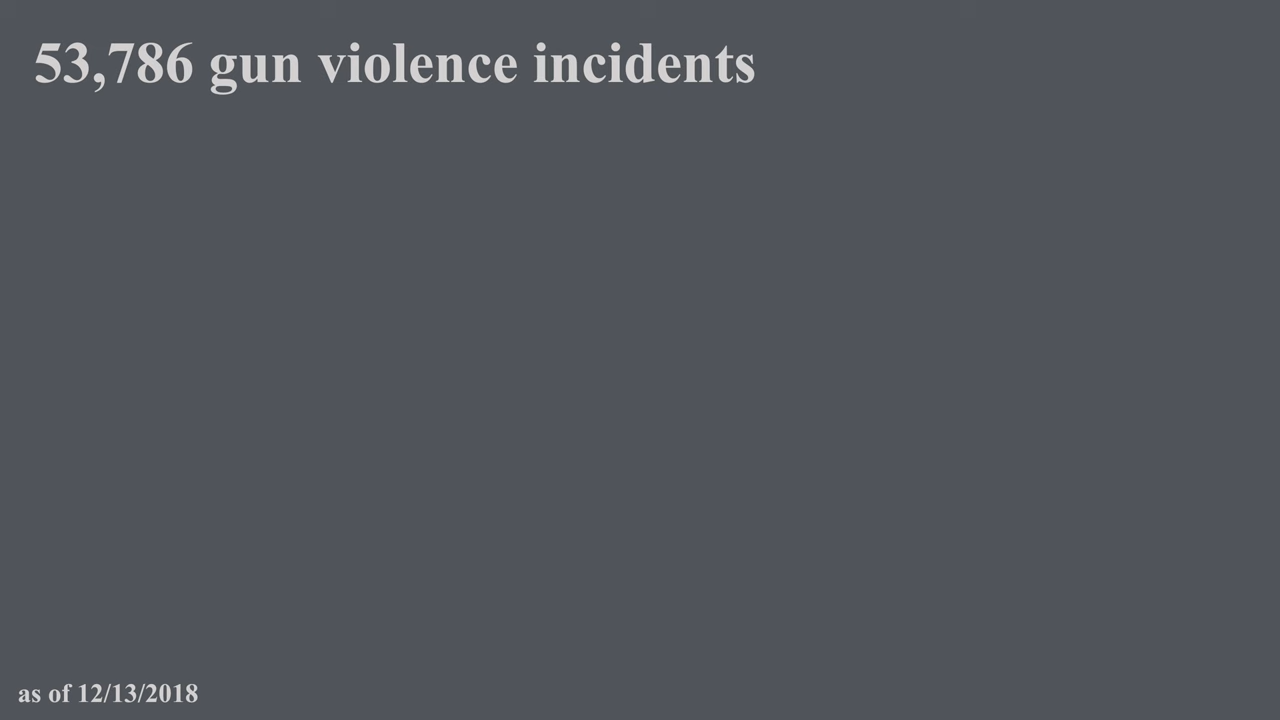 53,786 gun violence incidents
as of 12/13/2018